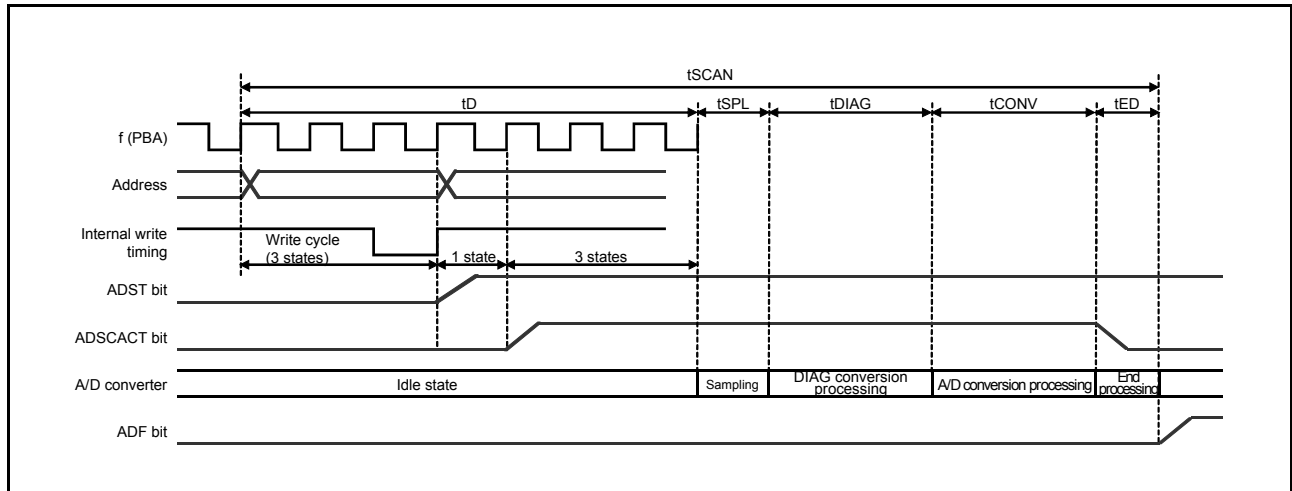 tSCAN
tD tSPL tDIAG tCONV tED
f (PBA)
Address
Internal write
timing
Write cycle
(3 states) 1 state 3 states
ADST bit
ADSCACT bit
A/D converter Idle state Sampling DIAG conversion
processing A/D conversion processing End
processing
ADF bit